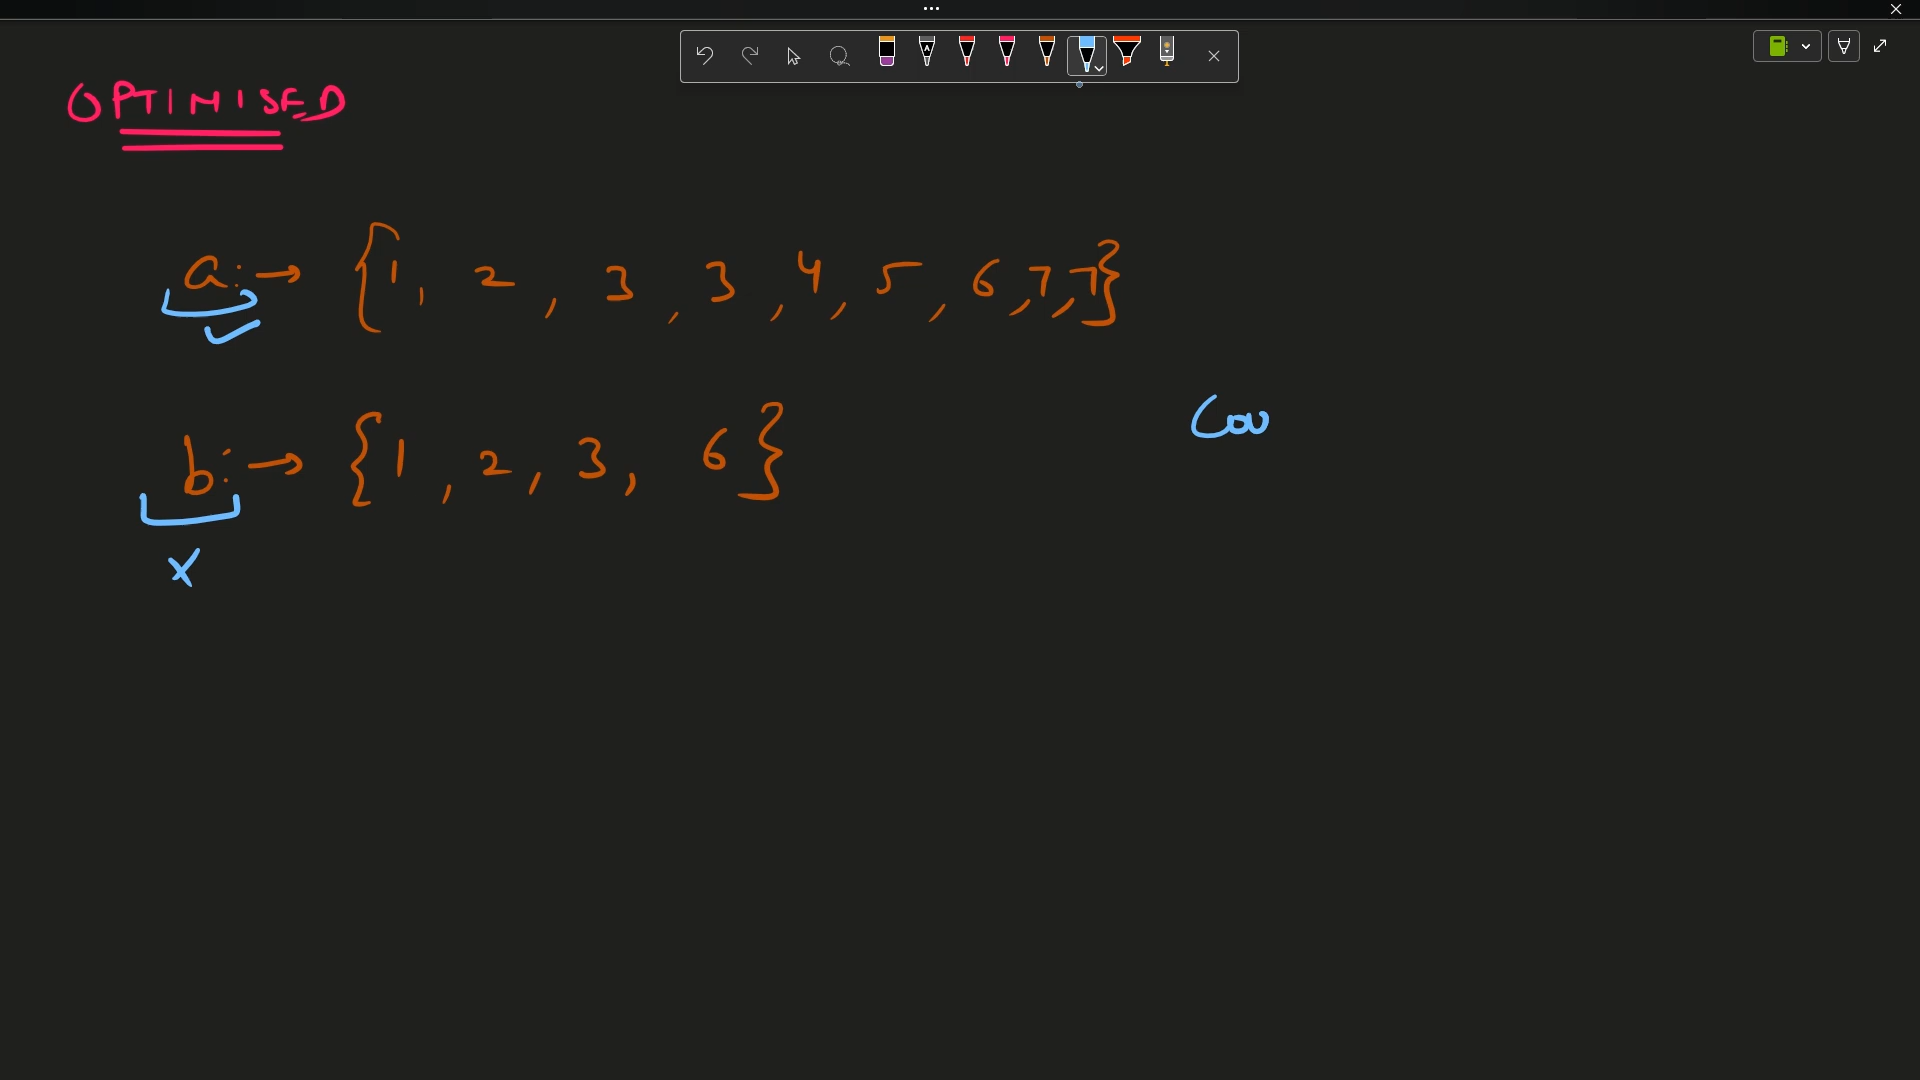 OPTIMISED
a: → {1, 2, 3, 3, 4, 5, 6, 7, 7}
Cou
b: → {1, 2, 3, 6}
x